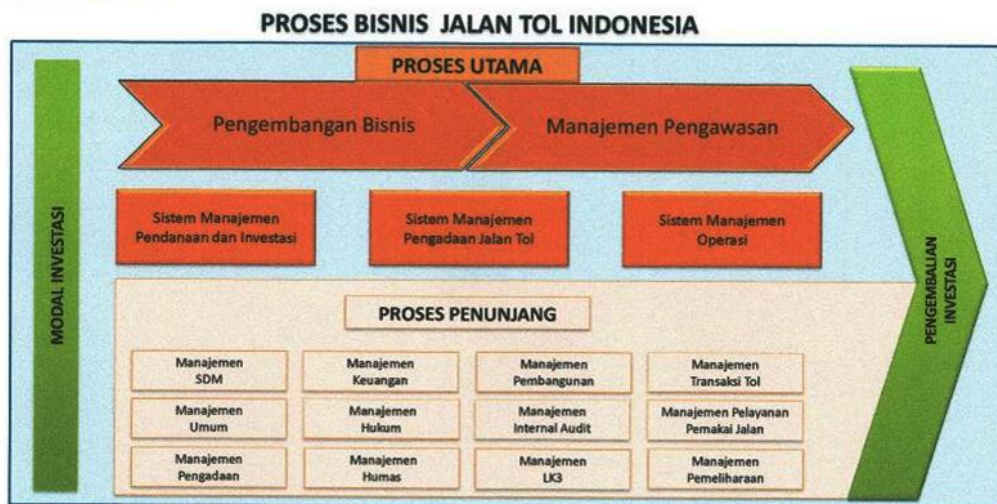 PROSES BISNIS JALAN TOL INDONESIA
PROSES UTAMA
Pengembangan Bisnis
Manajemen Pengawasan
MODAL INVESTASI
Sistem Manajemen
Pendanaan dan Investasi
Sistem Manajemen
Pengadaan Jalan Tol
Sistem Manajemen
Operasi
PENGEMBALIAN
INVESTASI
PROSES PENUNJANG
Manajemen
SDM
Manajemen
Keuangan
Manajemen
Pembangunan
Manajemen
Transaksi Tol
Manajemen
Umum
Manajemen
Hukum
Manajemen
Internal Audit
Manajemen Pelayanan
Pemakai Jalan
Manajemen
Pengadaan
Manajemen
Humas
Manajemen
LK3
Manajemen
Pemeliharaan